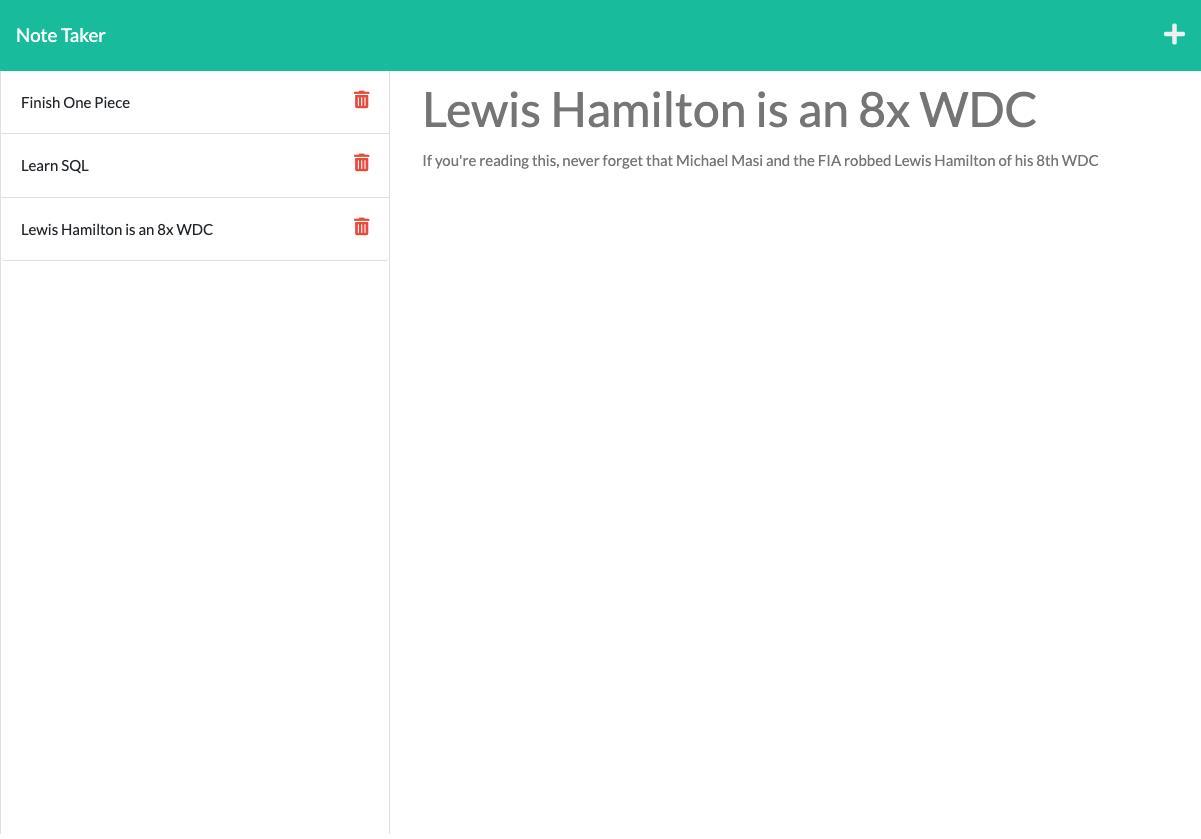 Note Taker
Finish One Piece
Learn SQL
Lewis Hamilton is an 8x WDC
Lewis Hamilton is an 8x WDC
If you're reading this, never forget that Michael Masi and the FIA robbed Lewis Hamilton of his 8th WDC